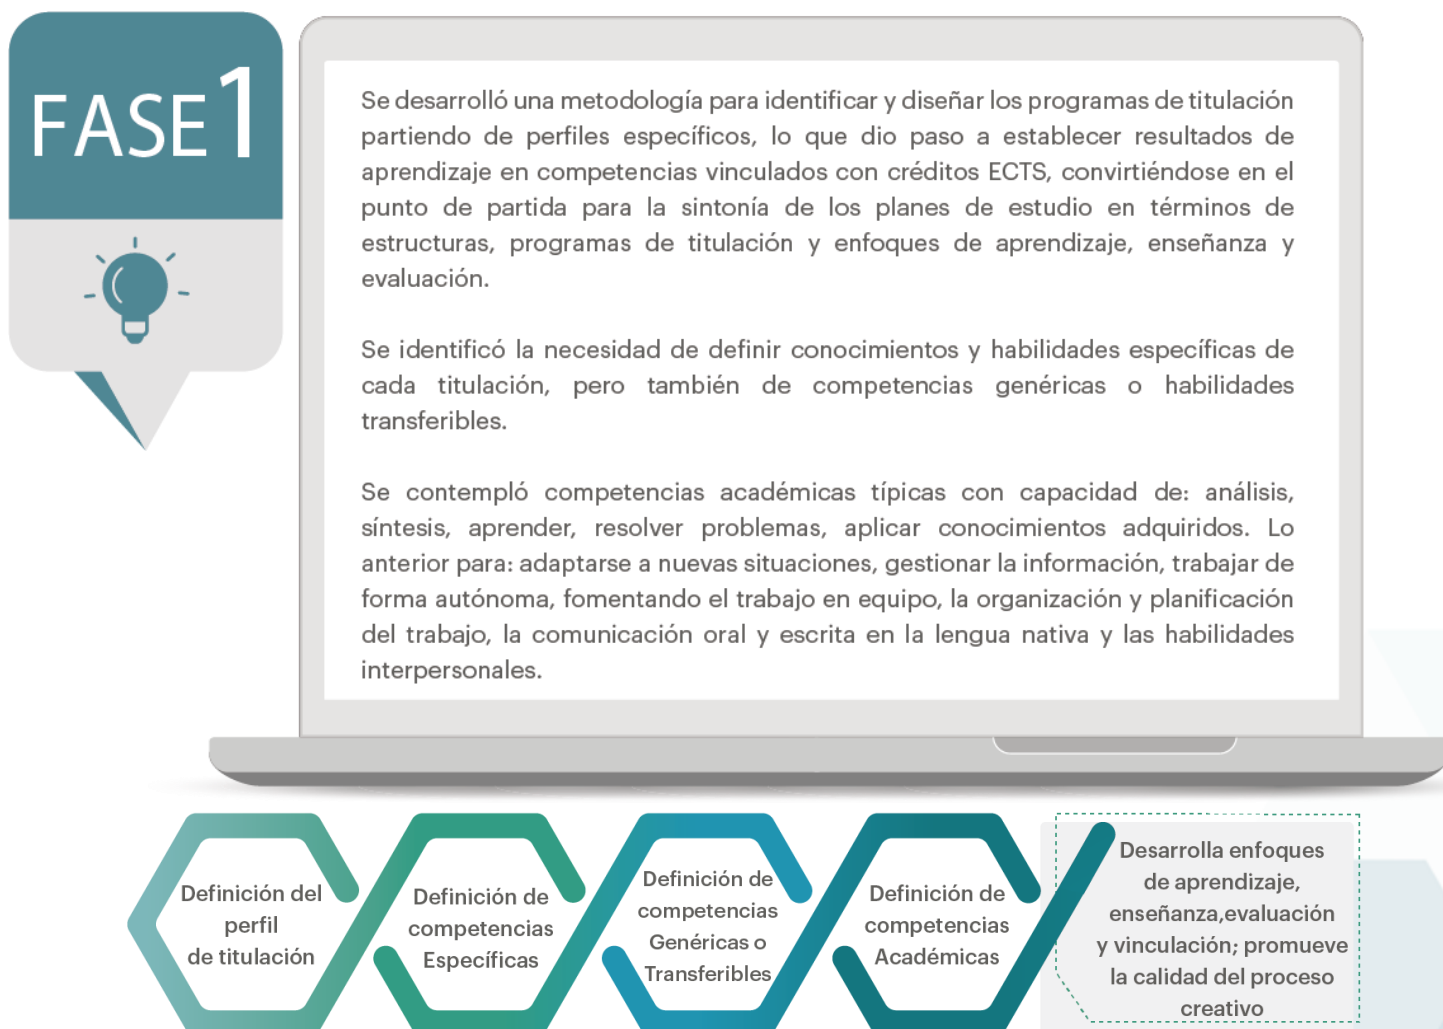 FASE 1
Se desarrolló una metodología para identificar y diseñar los programas de titulación
partiendo de perfiles específicos, lo que dio paso a establecer resultados de
aprendizaje en competencias vinculados con créditos ECTS, convirtiéndose en el
punto de partida para la sintonía de los planes de estudio en términos de
estructuras, programas de titulación y enfoques de aprendizaje, enseñanza y
evaluación.
Se identificó la necesidad de definir conocimientos y habilidades específicas de
cada titulación, pero también de competencias genéricas o habilidades
transferibles.
Se contempló competencias académicas típicas con capacidad de: análisis,
síntesis, aprender, resolver problemas, aplicar conocimientos adquiridos. Lo
anterior para: adaptarse a nuevas situaciones, gestionar la información, trabajar de
forma autónoma, fomentando el trabajo en equipo, la organización y planificación
del trabajo, la comunicación oral y escrita en la lengua nativa y las habilidades
interpersonales.
Definición del
perfil
de titulación
Definición de
competencias
Específicas
Definición de
competencias
Genéricas o
Transferibles
Definición de
competencias
Académicas
Desarrolla enfoques
de aprendizaje,
enseñanza,evaluación
y vinculación; promueve
la calidad del proceso
creativo